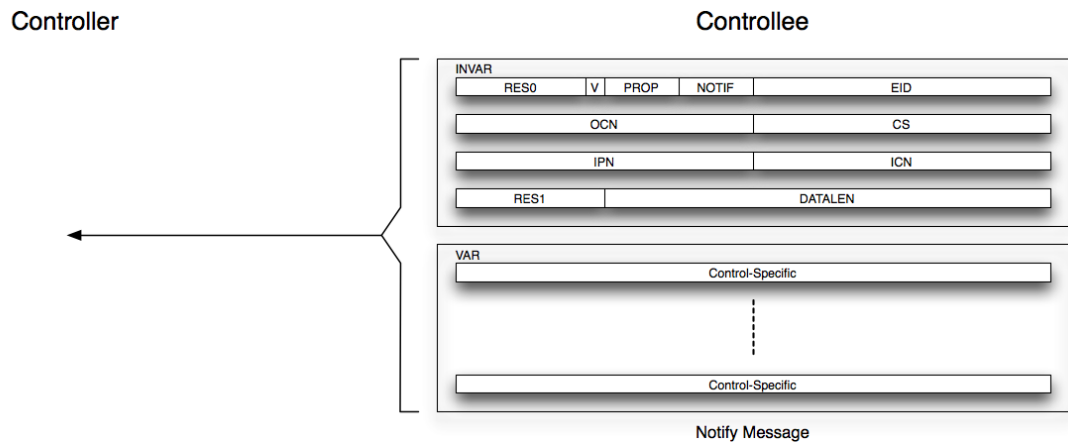 Controller Controllee
INVAR
RES0 V PROP NOTIF EID
OCN CS
IPN ICN
RES1 DATALEN
VAR
Control-Specific
Control-Specific
Notify Message